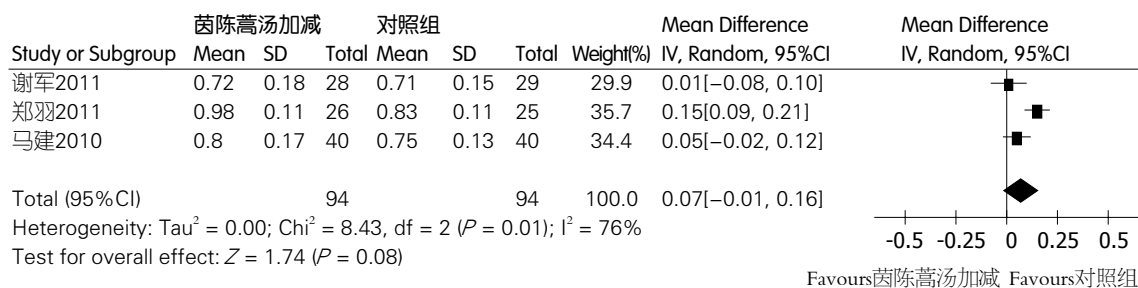 茵陈蒿汤加减 对照组 Mean Difference Mean Difference
Study or Subgroup Mean SD Total Mean SD Total Weight(%) IV, Random, 95%CI IV, Random, 95%CI
谢军2011 0.72 0.18 28 0.71 0.15 29 29.9 0.01[−0.08, 0.10]
郑羽2011 0.98 0.11 26 0.83 0.11 25 35.7 0.15[0.09, 0.21]
马建2010 0.8 0.17 40 0.75 0.13 40 34.4 0.05[−0.02, 0.12]
Total (95%CI) 94 94 100.0 0.07[−0.01, 0.16]
Heterogeneity: Tau² = 0.00; Chi² = 8.43, df = 2 (P = 0.01); I² = 76%
Test for overall effect: Z = 1.74 (P = 0.08)
-0.5 -0.25 0 0.25 0.5
Favours茵陈蒿汤加减 Favours对照组